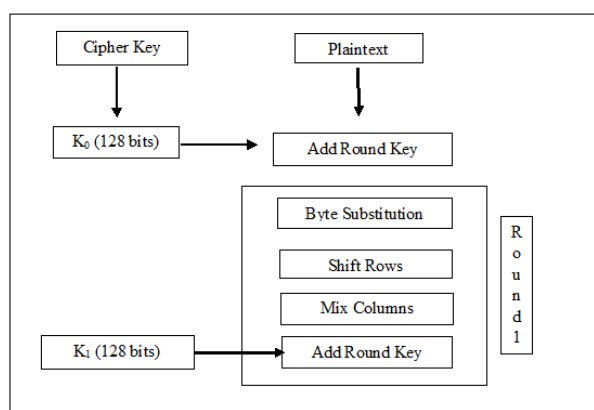 Cipher Key
Plaintext
K₀ (128 bits)
Add Round Key
Byte Substitution
Shift Rows
Mix Columns
K₁ (128 bits)
Add Round Key
R
o
u
n
d
1